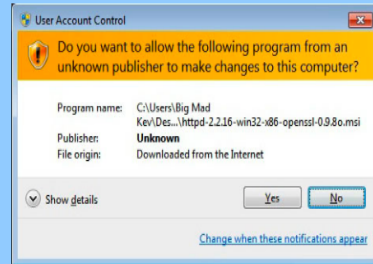 User Account Control
Do you want to allow the following program from an
unknown publisher to make changes to this computer?
Program name: C:\Users\Big Mad
Kev\Des...\httpd-2.2.16-win32-x86-openssl-0.9.8o.msi
Publisher: Unknown
File origin: Downloaded from the Internet
Show details Yes No
Change when these notifications appear